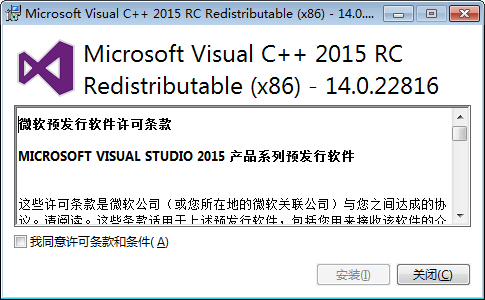 Microsoft Visual C++ 2015 RC Redistributable (x86) - 14.0....
Microsoft Visual C++ 2015 RC
Redistributable (x86) - 14.0.22816
微软预发行软件许可条款
MICROSOFT VISUAL STUDIO 2015 产品系列预发行软件
这些许可条款是微软公司（或您所在地的微软关联公司）与您之间达成的协
议。请阅读。这些条款适用于上述预发行软件，包括您用来接收该软件的介
我同意许可条款和条件(A)
安装(I)
关闭(C)